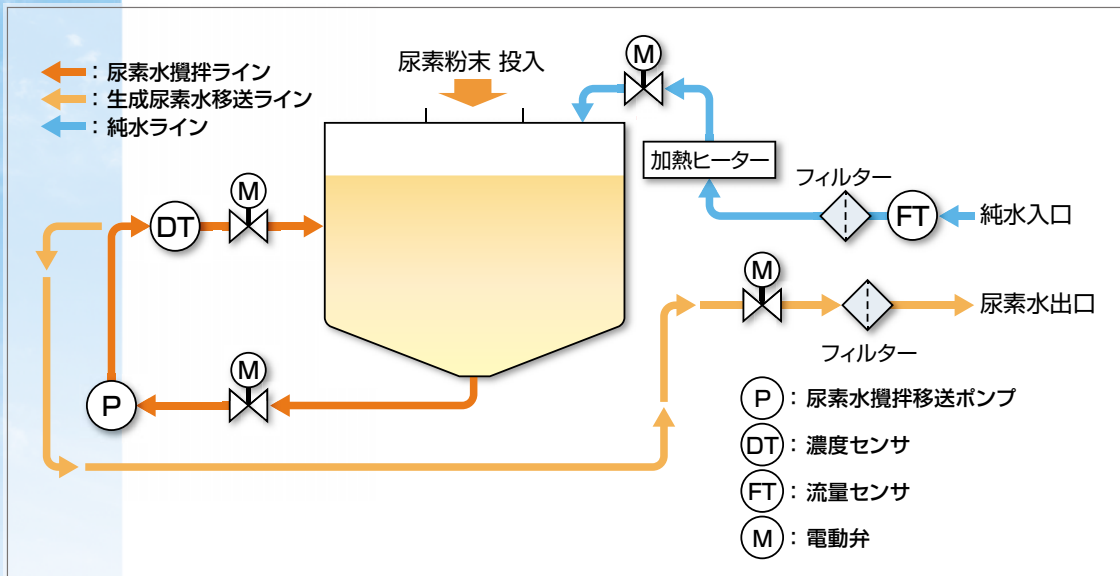 尿素粉末 投入
：尿素水攪拌ライン
：生成尿素水移送ライン
：純水ライン
M
加熱ヒーター
フィルター
FT
純水入口
M
DT
M
尿素水出口
フィルター
M
P
P：尿素水攪拌移送ポンプ
DT：濃度センサ
FT：流量センサ
M：電動弁